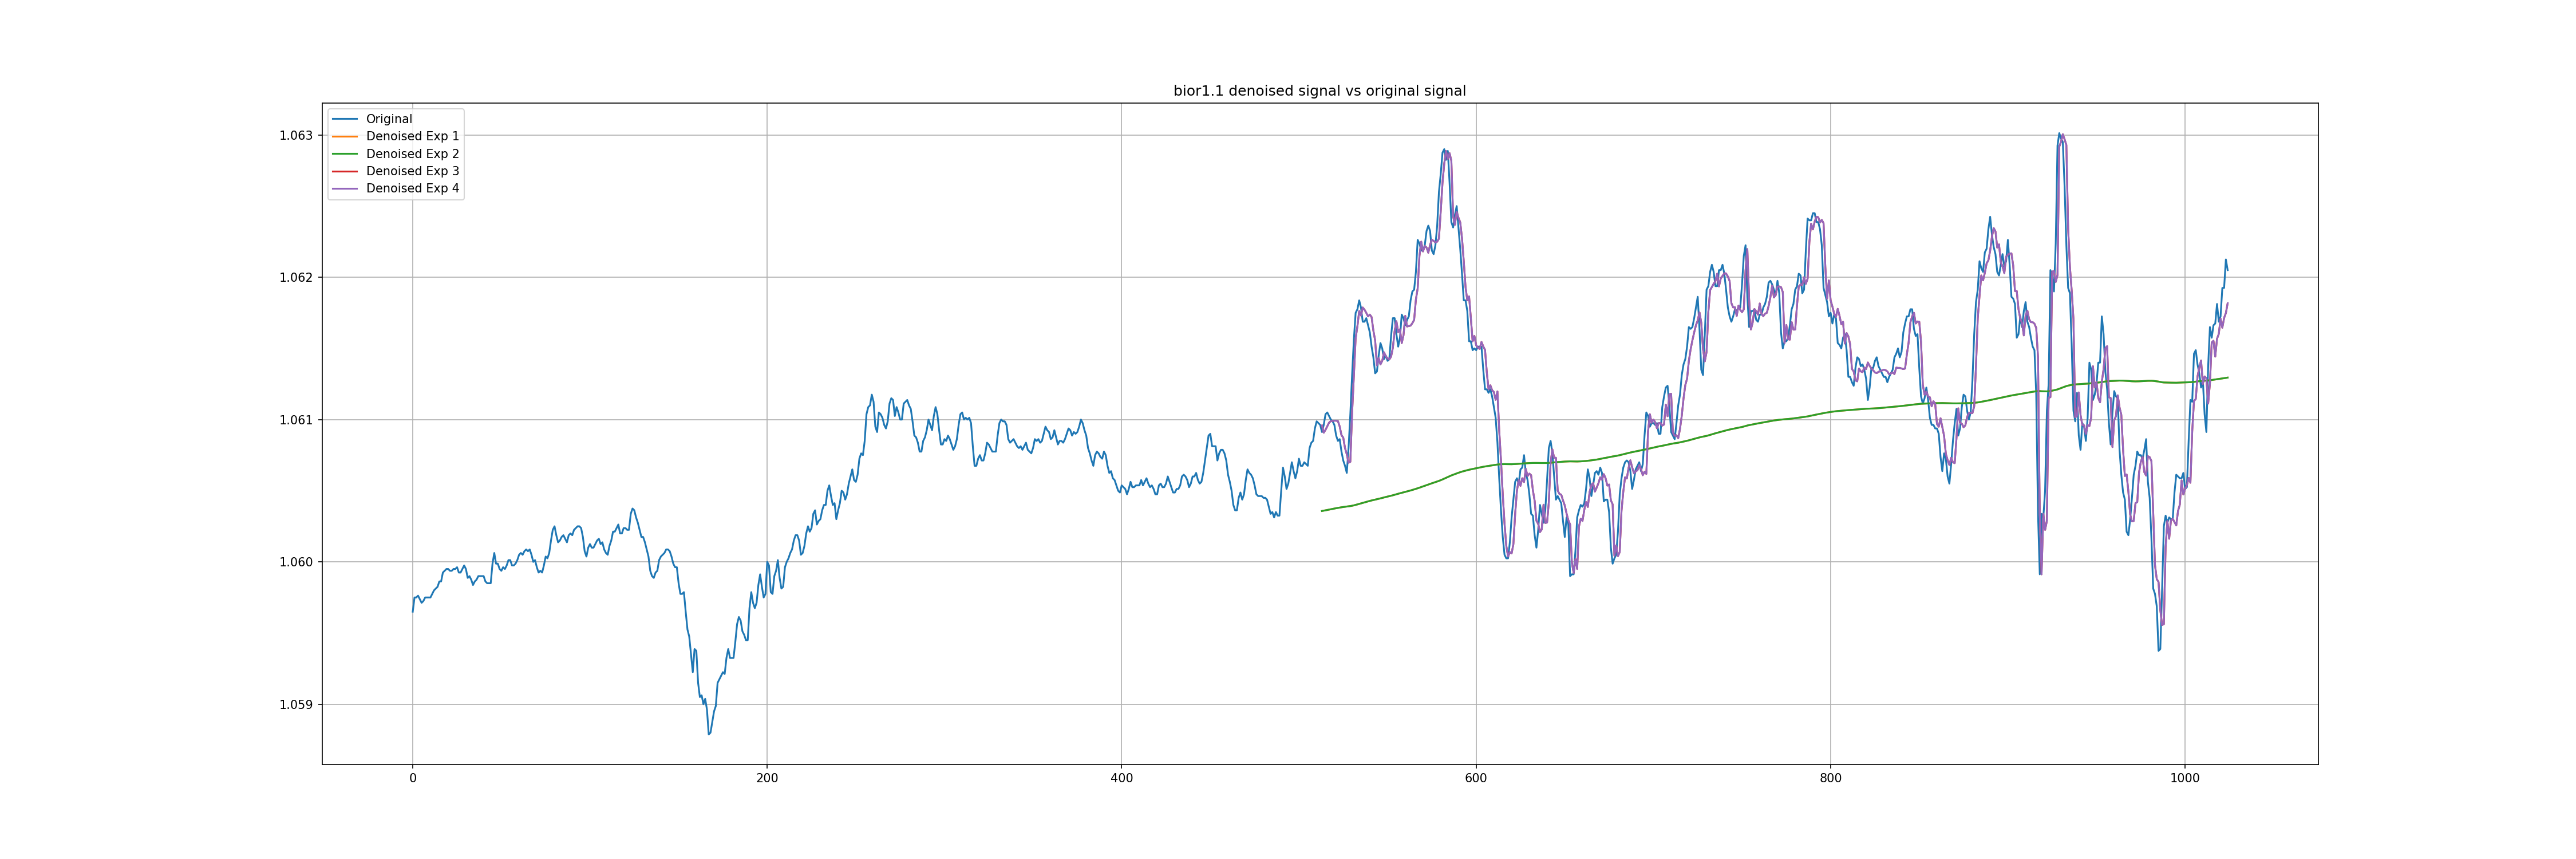 bior1.1 denoised signal vs original signal
Original
Denoised Exp 1
Denoised Exp 2
Denoised Exp 3
Denoised Exp 4
1.063
1.062
1.061
1.060
1.059
0 200 400 600 800 1000